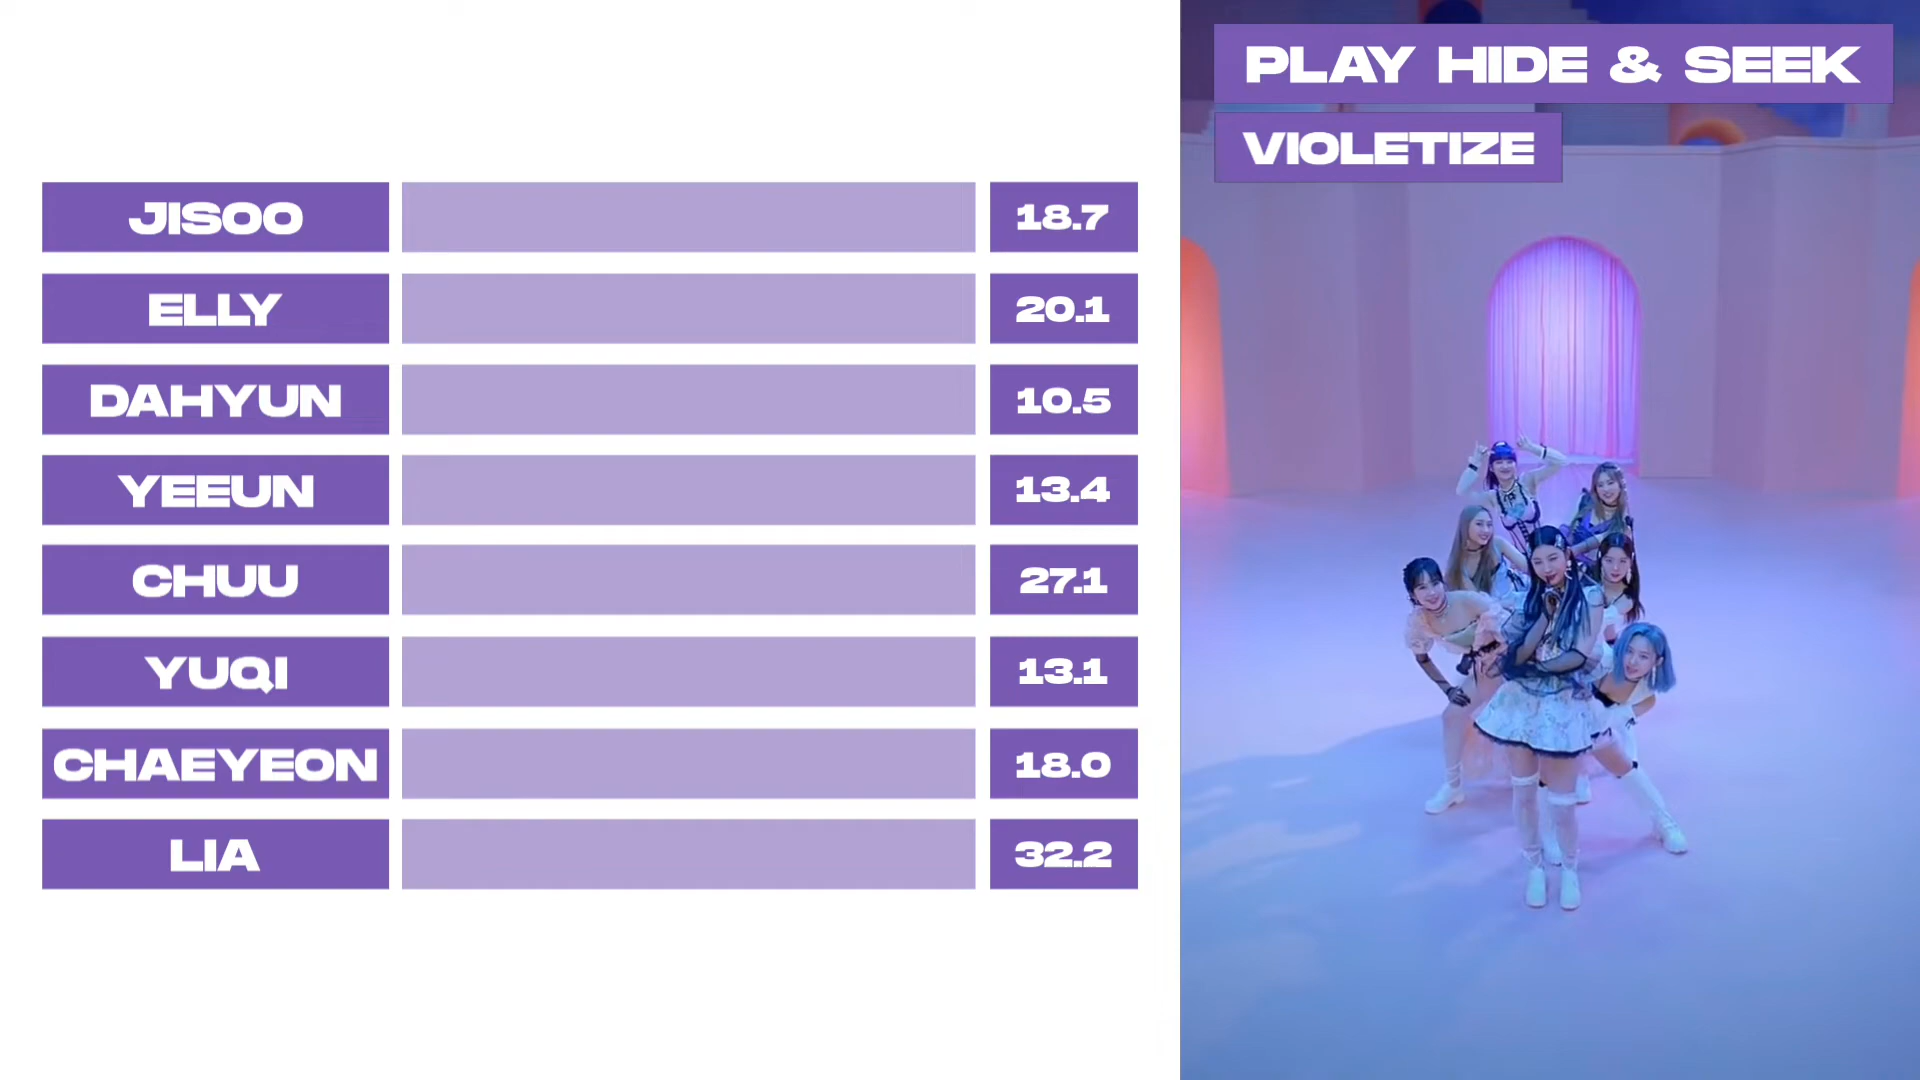 PLAY HIDE & SEEK
VIOLETIZE
JISOO 18.7
ELLY 20.1
DAHYUN 10.5
YEEUN 13.4
CHUU 27.1
YUQI 13.1
CHAEYEON 18.0
LIA 32.2